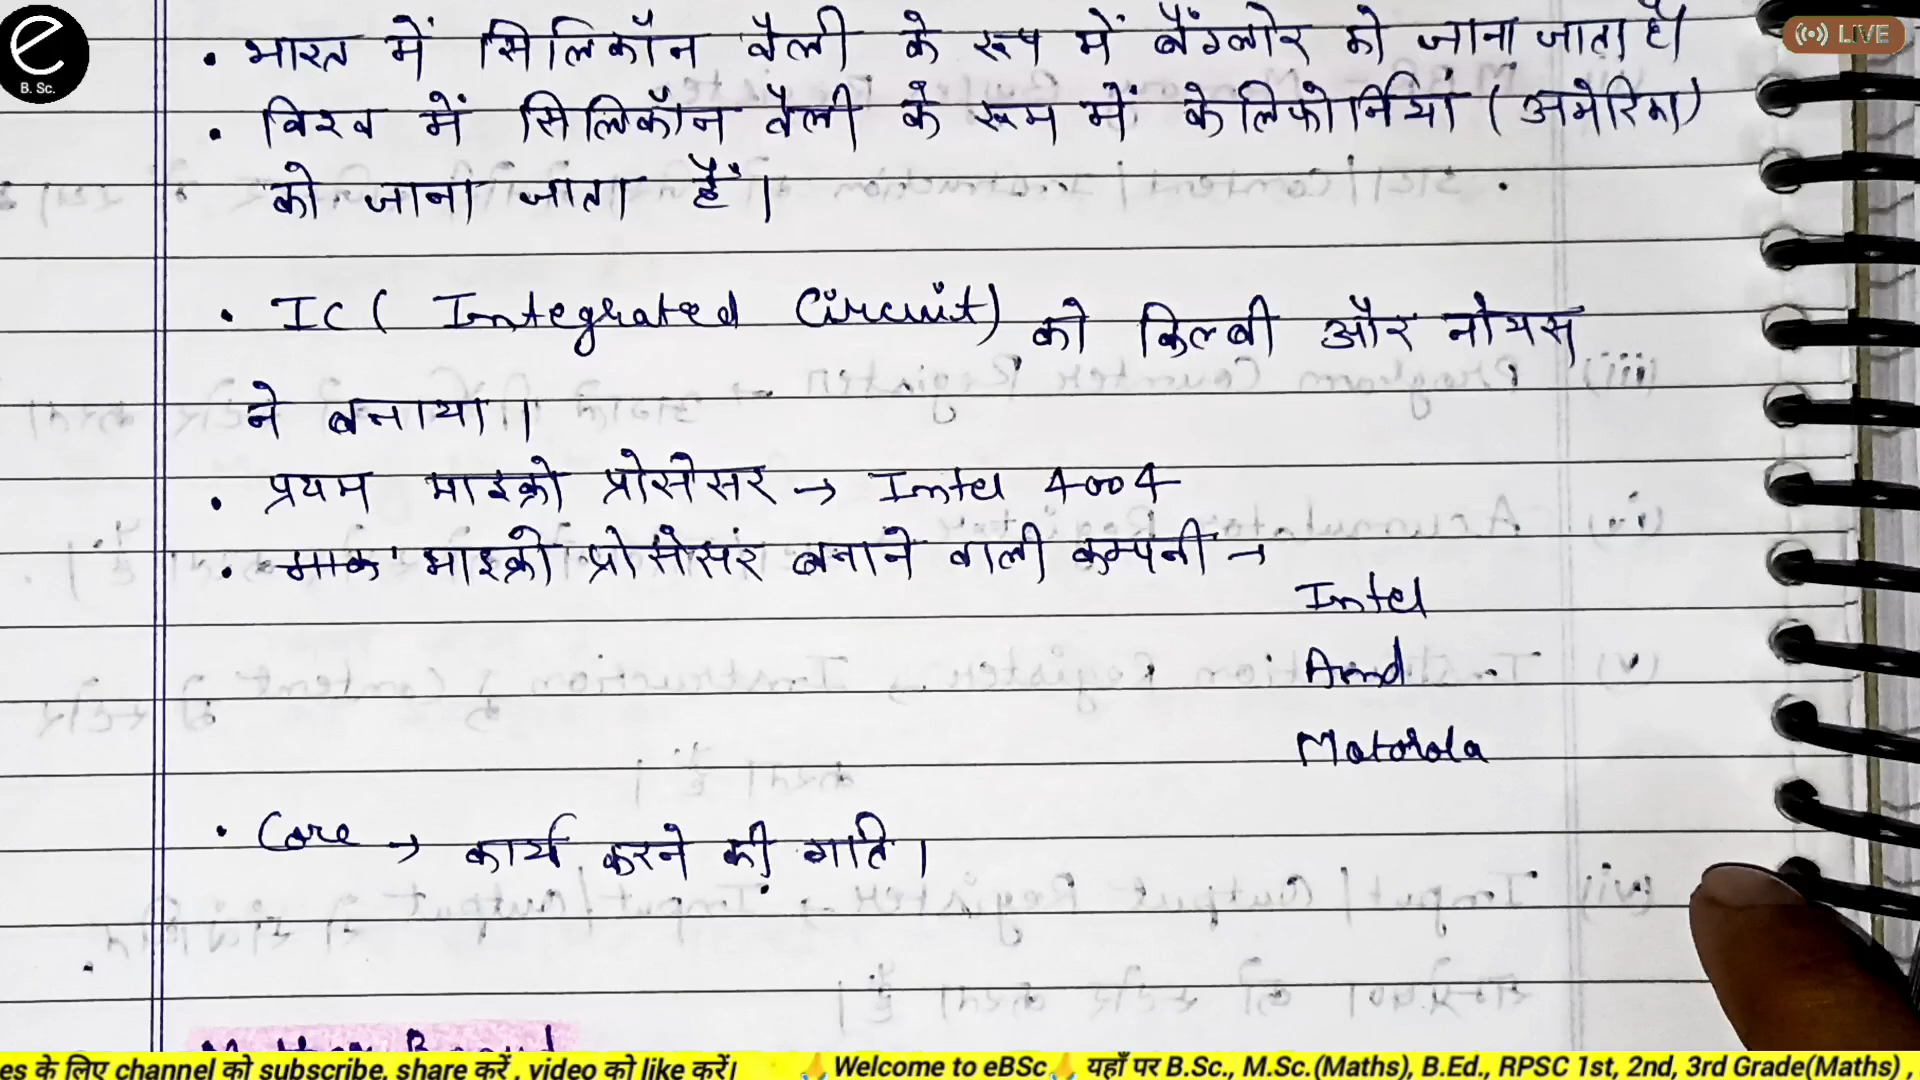 e
B. Sc.
LIVE
• भारत में सिलिकॉन वैली के रूप में बैंग्लोर को जाना जाता है।
• विश्व में सिलिकॉन वैली के रूम में केलिफोर्निया (अमेरिका)
को जाना जाता हैं।
• IC ( Integrated Circuit) को किल्बी और नोयस
ने बनाया।
• प्रथम माइक्रो प्रोसेसर → Intel 4004
• माइक्रो प्रोसेसर बनाने वाली कम्पनी →
Intel
Amd
Motorola
• Core → कार्य करने की गति।
es के लिए channel को subscribe, share करें , video को like करें। 🙏 Welcome to eBSc🙏 यहाँ पर B.Sc., M.Sc.(Maths), B.Ed., RPSC 1st, 2nd, 3rd Grade(Maths) ,